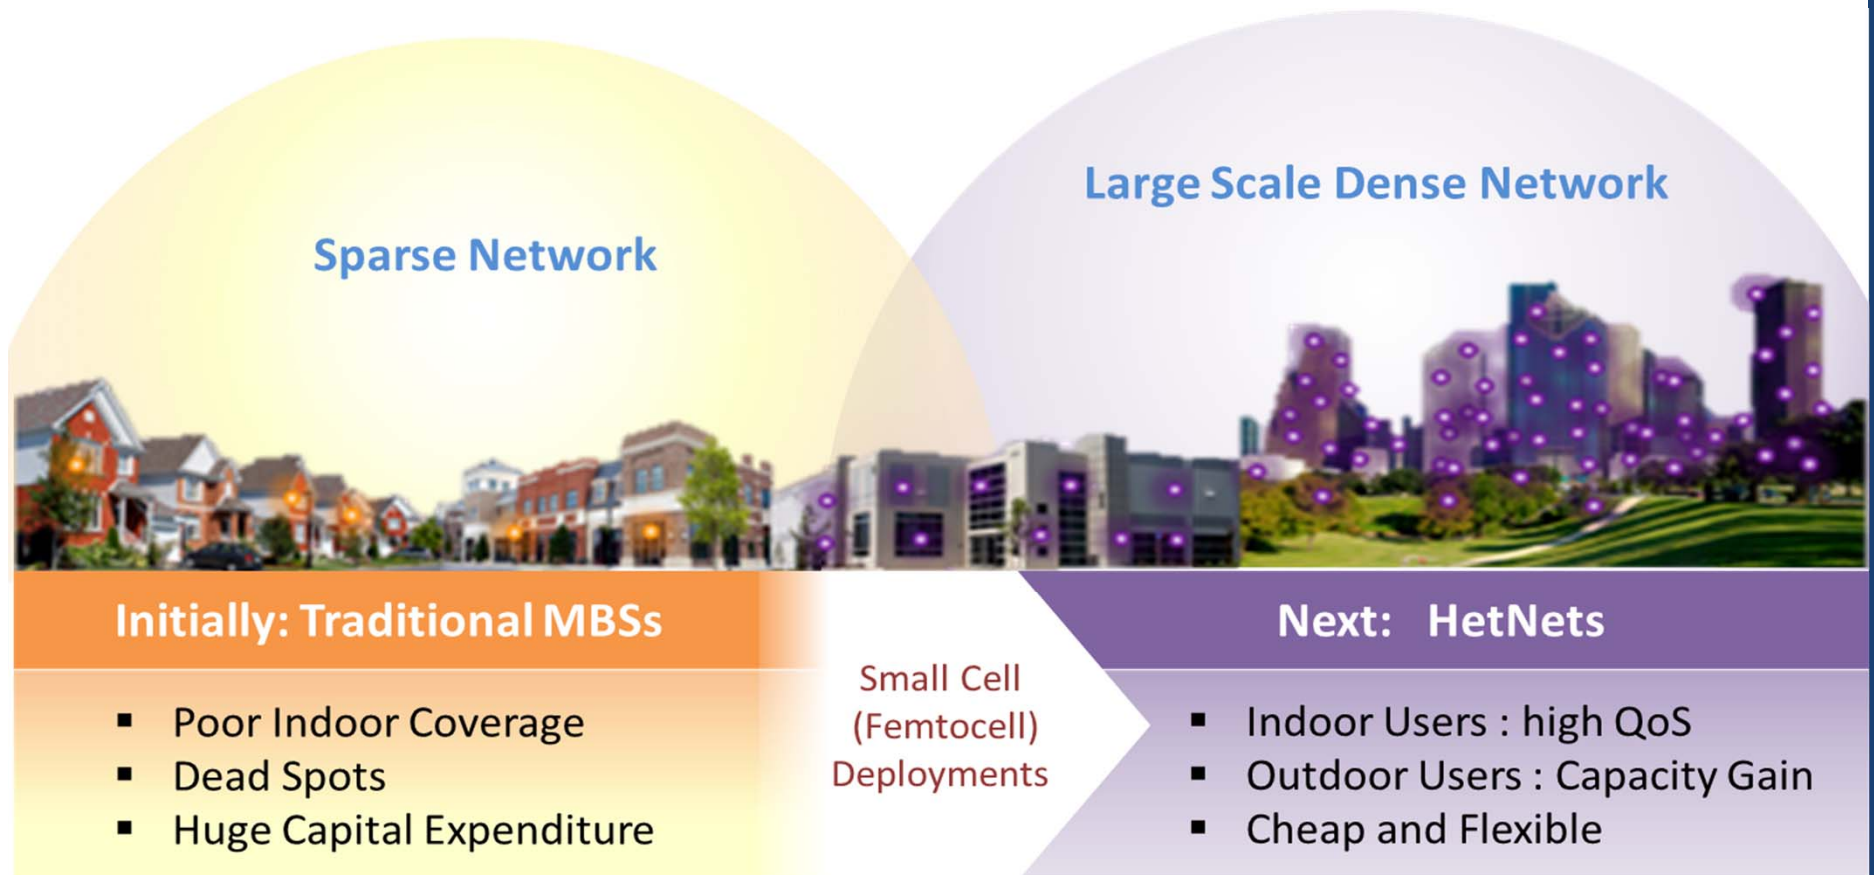 Sparse Network
Large Scale Dense Network
Initially: Traditional MBSs
▪ Poor Indoor Coverage
▪ Dead Spots
▪ Huge Capital Expenditure
Small Cell
(Femtocell)
Deployments
Next: HetNets
▪ Indoor Users : high QoS
▪ Outdoor Users : Capacity Gain
▪ Cheap and Flexible